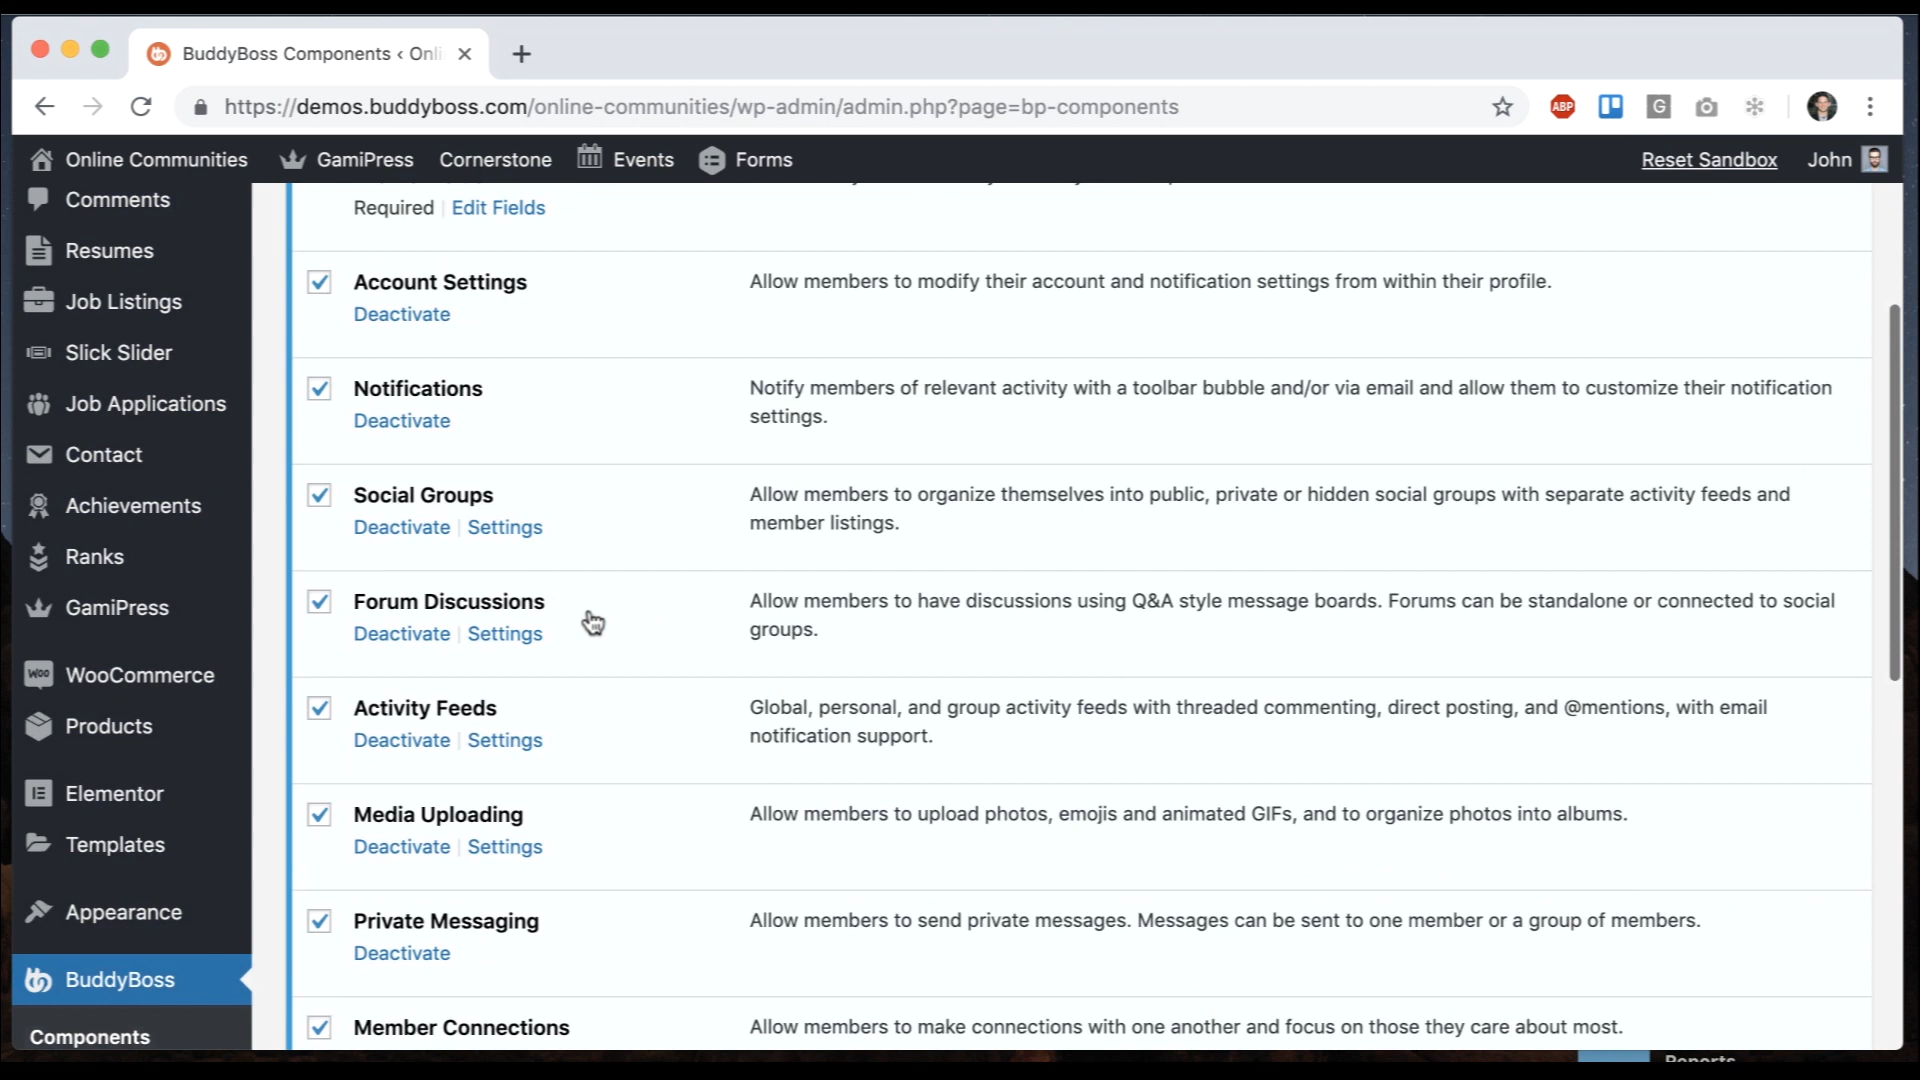 BuddyBoss Components ‹ Onli
https://demos.buddyboss.com/online-communities/wp-admin/admin.php?page=bp-components
ABP
G
Online Communities
GamiPress
Cornerstone
Events
Forms
Reset Sandbox
John
Comments
Resumes
Job Listings
Slick Slider
Job Applications
Contact
Achievements
Ranks
GamiPress
WOO
WooCommerce
Products
Elementor
Templates
Appearance
BuddyBoss
Components
Required | Edit Fields
Account Settings
Deactivate
Allow members to modify their account and notification settings from within their profile.
Notifications
Deactivate
Notify members of relevant activity with a toolbar bubble and/or via email and allow them to customize their notification
settings.
Social Groups
Deactivate | Settings
Allow members to organize themselves into public, private or hidden social groups with separate activity feeds and
member listings.
Forum Discussions
Deactivate | Settings
Allow members to have discussions using Q&A style message boards. Forums can be standalone or connected to social
groups.
Activity Feeds
Deactivate | Settings
Global, personal, and group activity feeds with threaded commenting, direct posting, and @mentions, with email
notification support.
Media Uploading
Deactivate | Settings
Allow members to upload photos, emojis and animated GIFs, and to organize photos into albums.
Private Messaging
Deactivate
Allow members to send private messages. Messages can be sent to one member or a group of members.
Member Connections
Allow members to make connections with one another and focus on those they care about most.
Reports